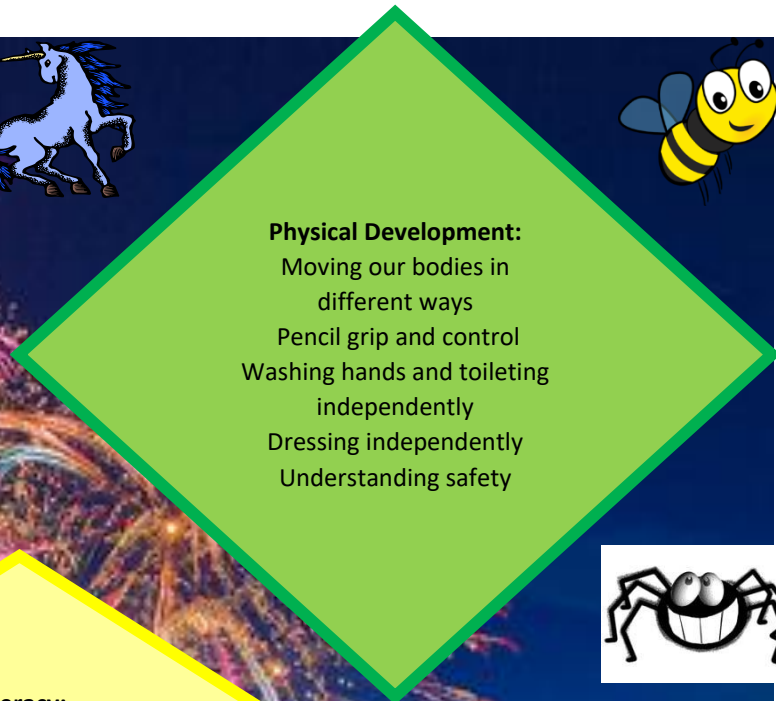 Physical Development:
Moving our bodies in
different ways
Pencil grip and control
Washing hands and toileting
independently
Dressing independently
Understanding safety